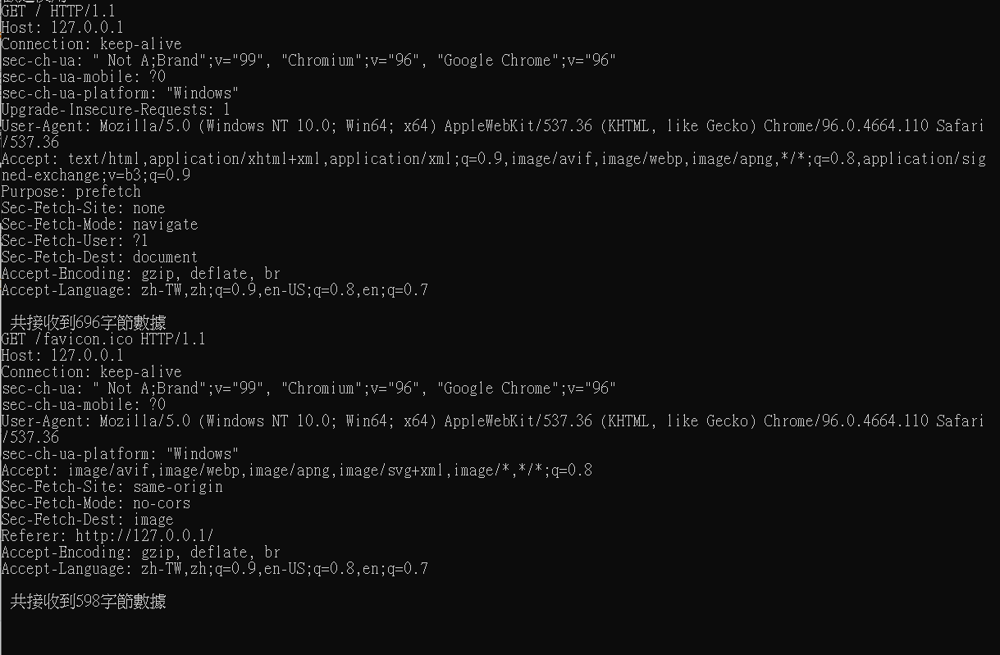 GET / HTTP/1.1
Host: 127.0.0.1
Connection: keep-alive
sec-ch-ua: " Not A;Brand";v="99", "Chromium";v="96", "Google Chrome";v="96"
sec-ch-ua-mobile: ?0
sec-ch-ua-platform: "Windows"
Upgrade-Insecure-Requests: 1
User-Agent: Mozilla/5.0 (Windows NT 10.0; Win64; x64) AppleWebKit/537.36 (KHTML, like Gecko) Chrome/96.0.4664.110 Safari
/537.36
Accept: text/html,application/xhtml+xml,application/xml;q=0.9,image/avif,image/webp,image/apng,*/*;q=0.8,application/sig
ned-exchange;v=b3;q=0.9
Purpose: prefetch
Sec-Fetch-Site: none
Sec-Fetch-Mode: navigate
Sec-Fetch-User: ?1
Sec-Fetch-Dest: document
Accept-Encoding: gzip, deflate, br
Accept-Language: zh-TW,zh;q=0.9,en-US;q=0.8,en;q=0.7
共接收到696字節數據
GET /favicon.ico HTTP/1.1
Host: 127.0.0.1
Connection: keep-alive
sec-ch-ua: " Not A;Brand";v="99", "Chromium";v="96", "Google Chrome";v="96"
sec-ch-ua-mobile: ?0
User-Agent: Mozilla/5.0 (Windows NT 10.0; Win64; x64) AppleWebKit/537.36 (KHTML, like Gecko) Chrome/96.0.4664.110 Safari
/537.36
sec-ch-ua-platform: "Windows"
Accept: image/avif,image/webp,image/apng,image/svg+xml,image/*,*/*;q=0.8
Sec-Fetch-Site: same-origin
Sec-Fetch-Mode: no-cors
Sec-Fetch-Dest: image
Referer: http://127.0.0.1/
Accept-Encoding: gzip, deflate, br
Accept-Language: zh-TW,zh;q=0.9,en-US;q=0.8,en;q=0.7
共接收到598字節數據